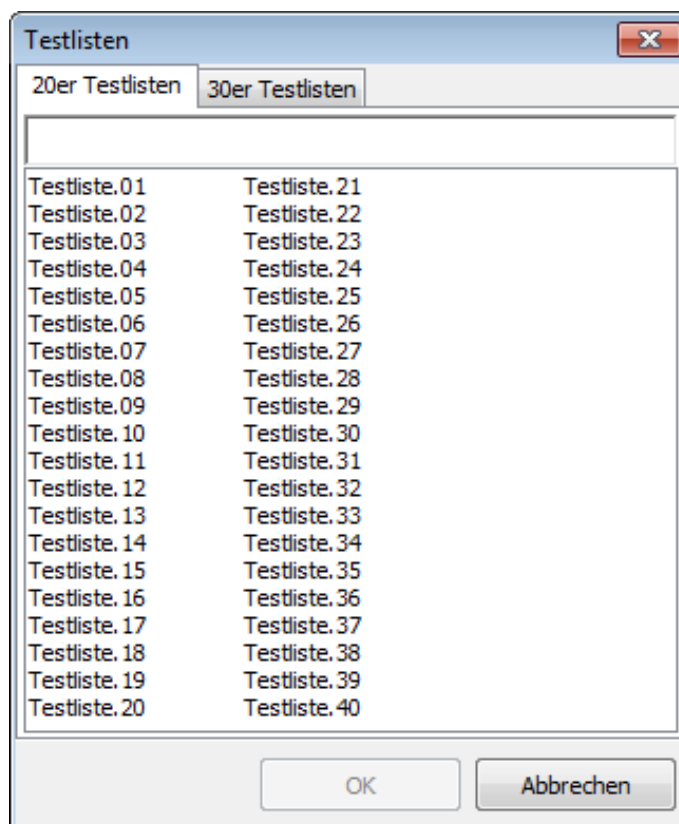 Testlisten
20er Testlisten 30er Testlisten
Testliste.01 Testliste.21
Testliste.02 Testliste.22
Testliste.03 Testliste.23
Testliste.04 Testliste.24
Testliste.05 Testliste.25
Testliste.06 Testliste.26
Testliste.07 Testliste.27
Testliste.08 Testliste.28
Testliste.09 Testliste.29
Testliste.10 Testliste.30
Testliste.11 Testliste.31
Testliste.12 Testliste.32
Testliste.13 Testliste.33
Testliste.14 Testliste.34
Testliste.15 Testliste.35
Testliste.16 Testliste.36
Testliste.17 Testliste.37
Testliste.18 Testliste.38
Testliste.19 Testliste.39
Testliste.20 Testliste.40
OK Abbrechen